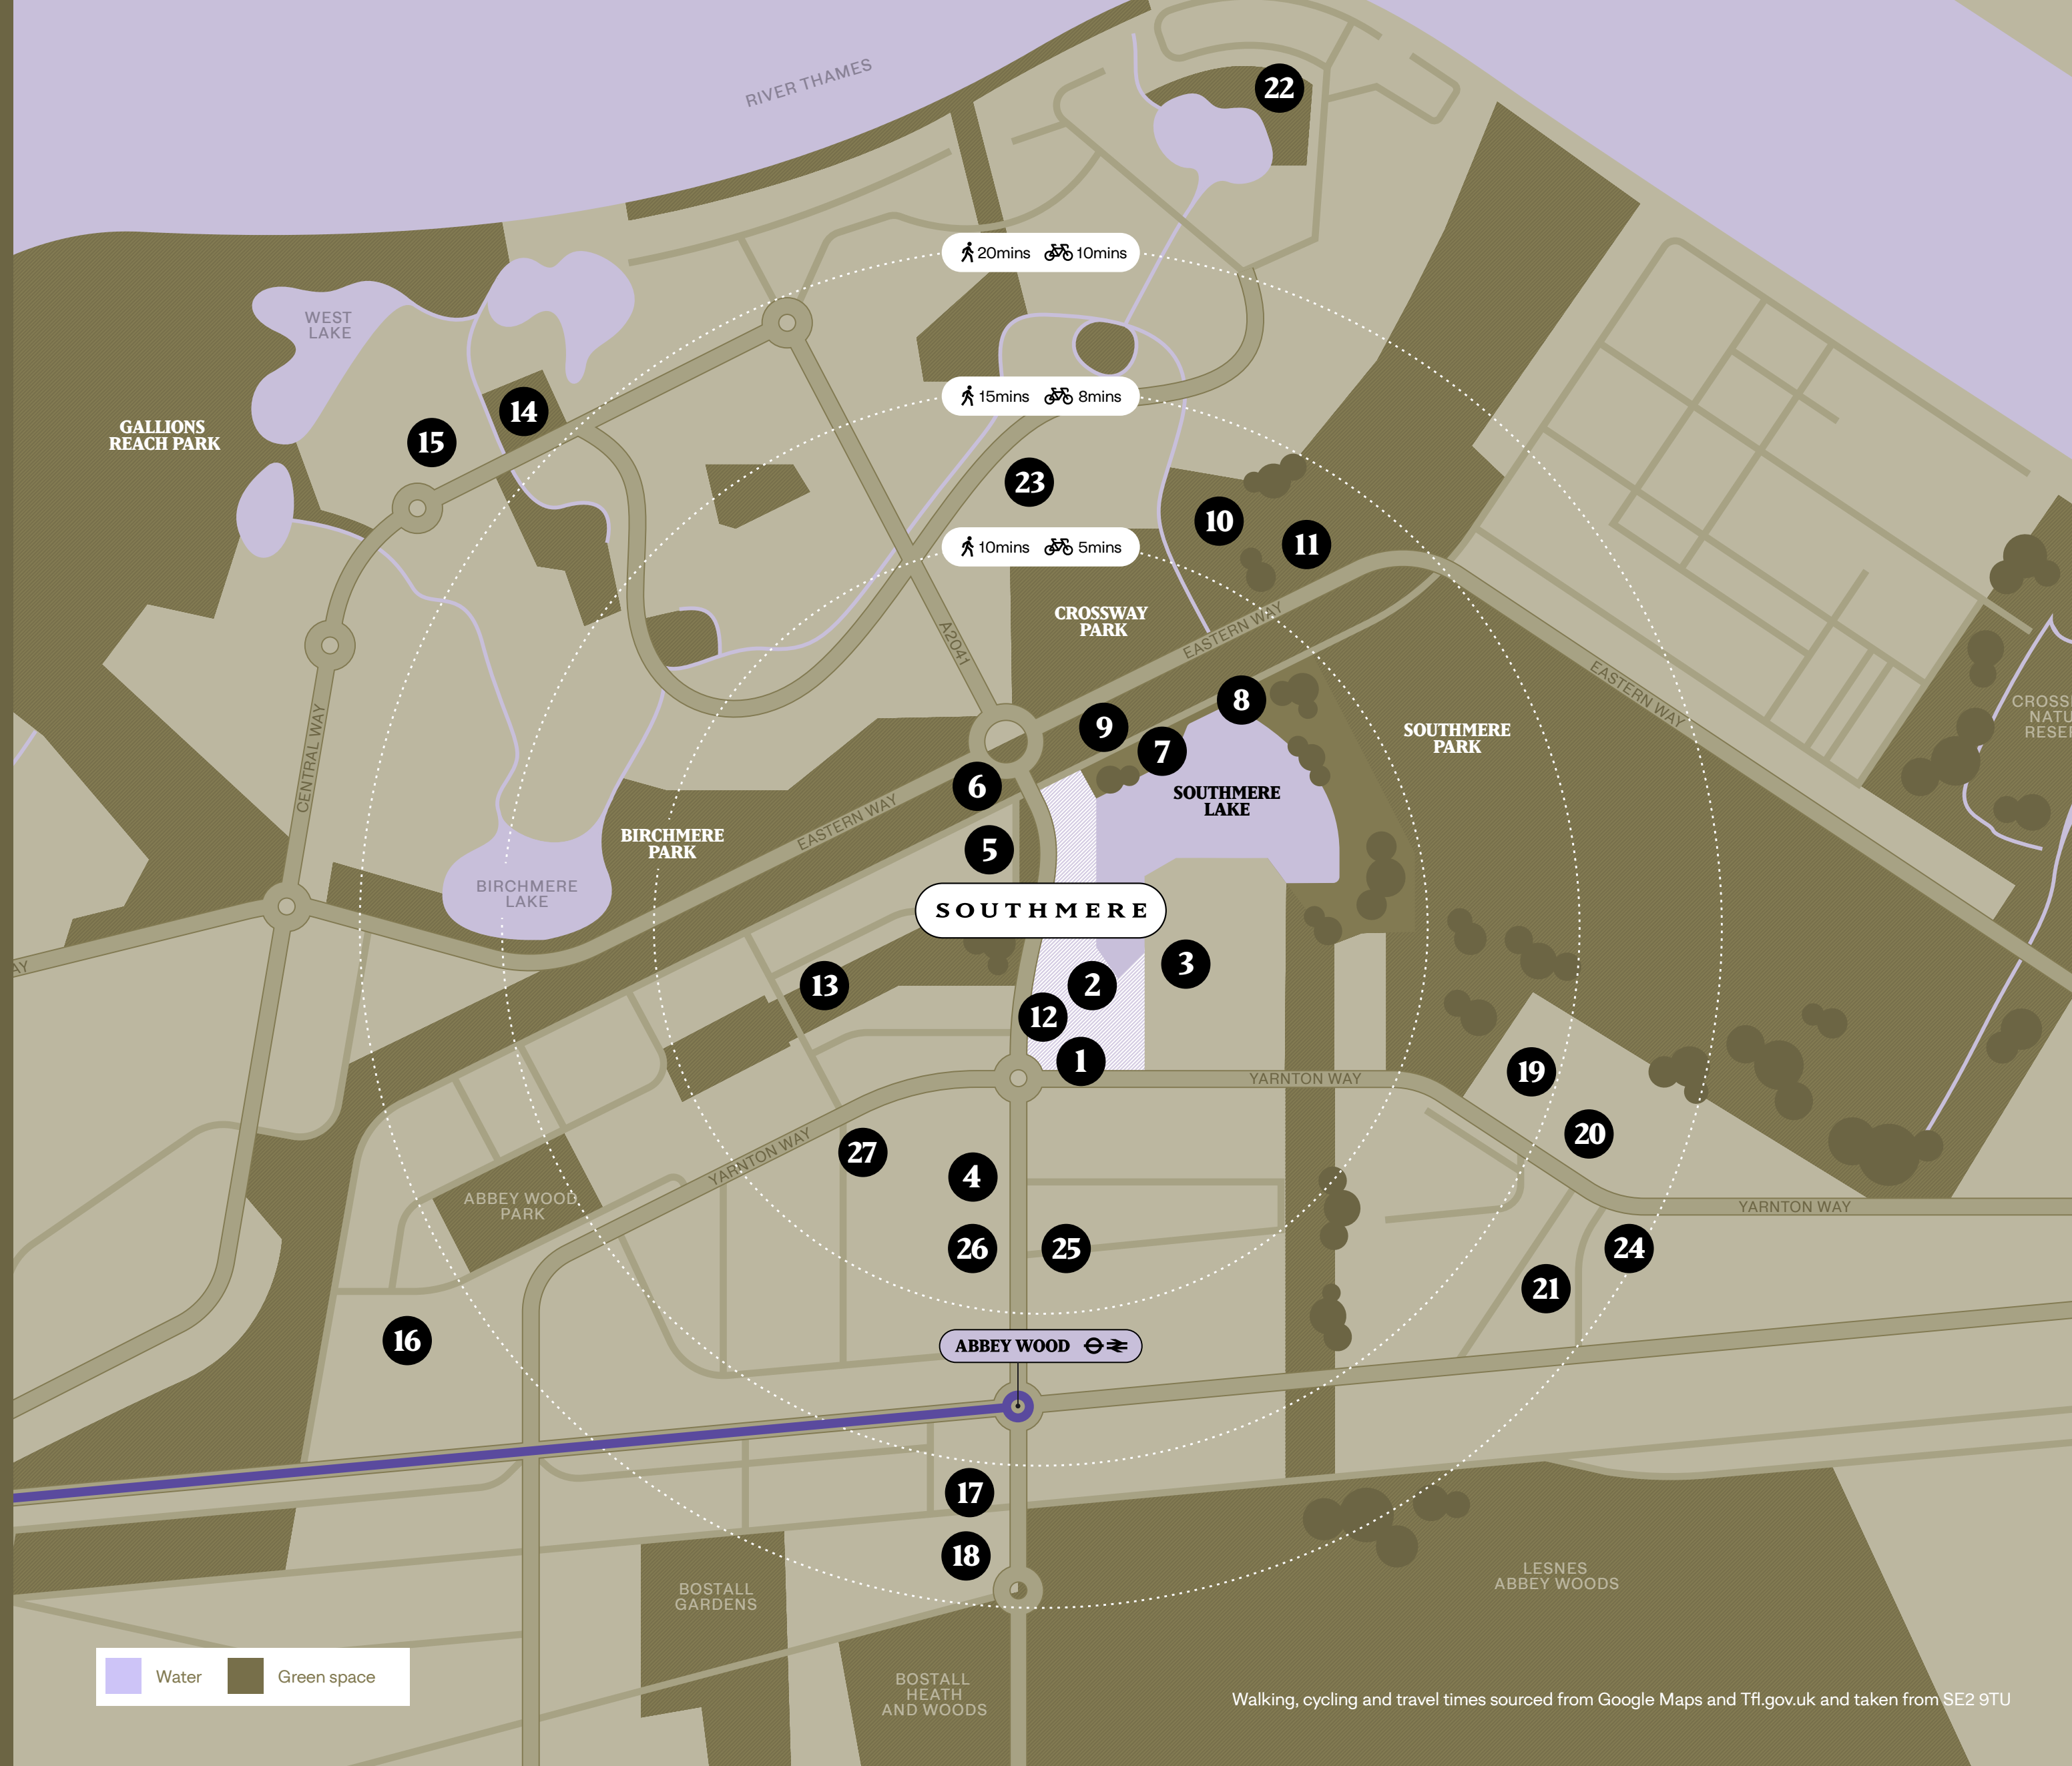 RIVER THAMES
22
20mins 10mins
WEST
LAKE
15mins 8mins
14
GALLIONS
REACH PARK
15
23
10
11
10mins 5mins
CROSSWAY
PARK
EASTERN WAY
A2041
EASTERN WAY
CENTRAL WAY
8
9
7
SOUTHMERE
PARK
6
SOUTHMERE
LAKE
EASTERN WAY
BIRCHMERE
PARK
5
BIRCHMERE
LAKE
SOUTHMERE
3
13
2
12
1
YARNTON WAY
19
20
27
YARNTON WAY
4
ABBEY WOOD
PARK
YARNTON WAY
26
25
24
21
16
ABBEY WOOD
17
18
LESNES
ABBEY WOODS
BOSTALL
GARDENS
BOSTALL
HEATH
AND WOODS
Water
Green space
Walking, cycling and travel times sourced from Google Maps and Tfl.gov.uk and taken from SE2 9TU